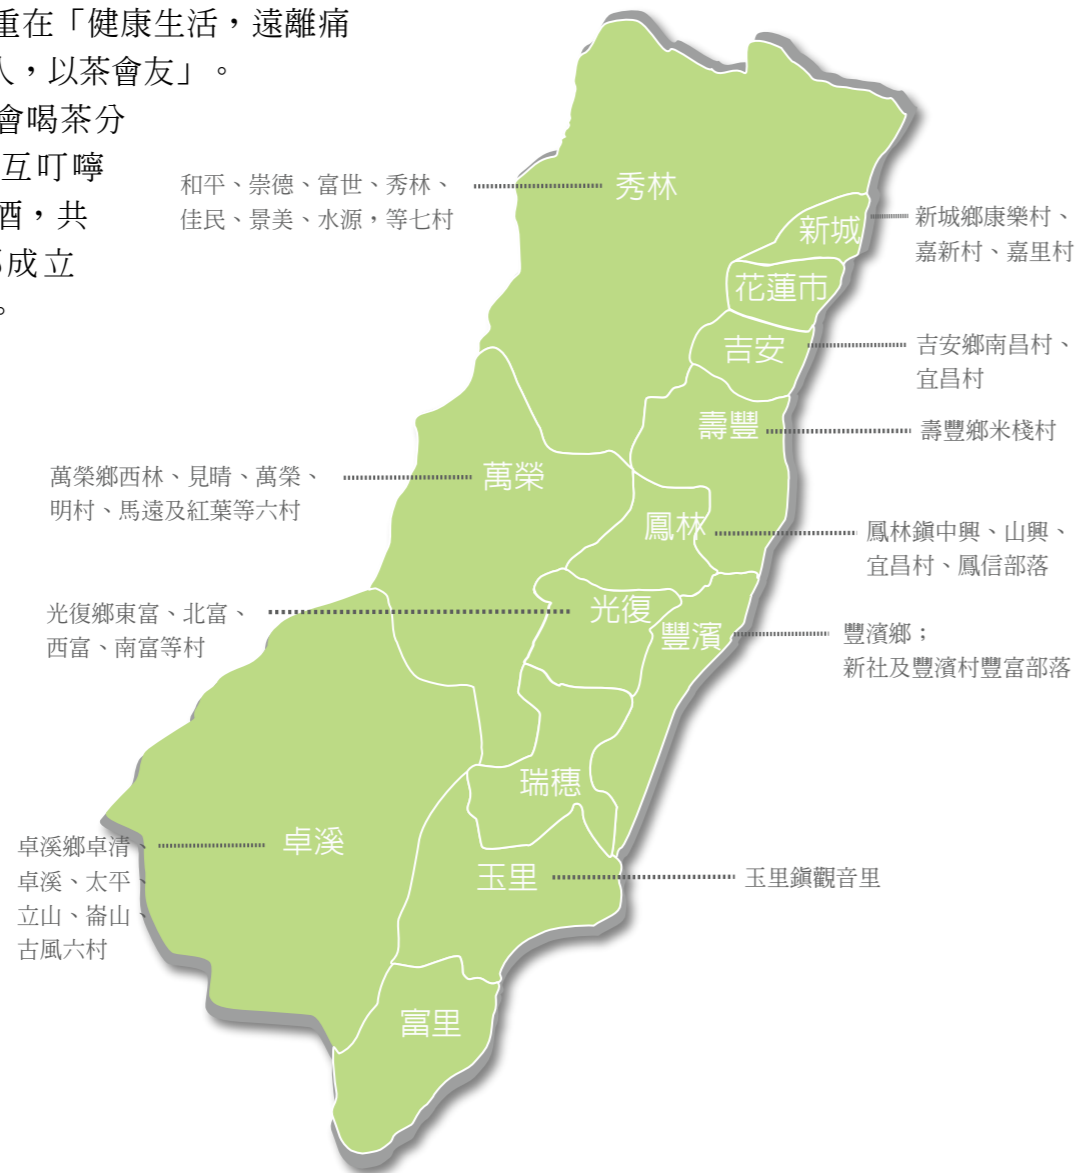 重在「健康生活，遠離痛
人，以茶會友」。
會喝茶分
互叮嚀
酒，共
成立
。
和平、崇德、富世、秀林、
佳民、景美、水源，等七村
秀林
新城
新城鄉康樂村、
嘉新村、嘉里村
花蓮市
吉安
吉安鄉南昌村、
宜昌村
壽豐
壽豐鄉米棧村
萬榮鄉西林、見晴、萬榮、
明村、馬遠及紅葉等六村
萬榮
鳳林
鳳林鎮中興、山興、
宜昌村、鳳信部落
光復鄉東富、北富、
西富、南富等村
光復
豐濱
豐濱鄉；
新社及豐濱村豐富部落
瑞穗
卓溪鄉卓清、
卓溪、太平、
立山、崙山、
古風六村
卓溪
玉里
玉里鎮觀音里
富里